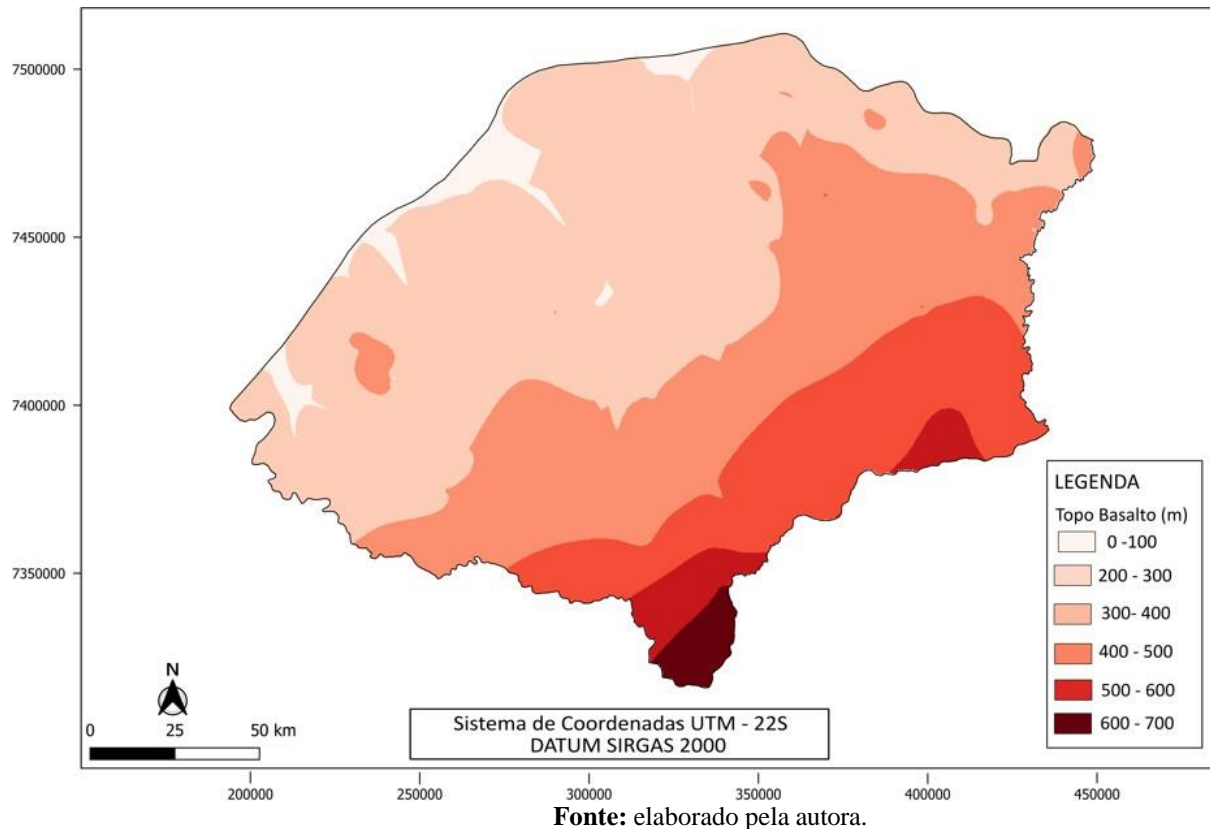 7500000
7450000
7400000
7350000
LEGENDA
Topo Basalto (m)
0 -100
200 - 300
300- 400
400 - 500
500 - 600
600 - 700
N
0 25 50 km
Sistema de Coordenadas UTM - 22S
DATUM SIRGAS 2000
200000 250000 300000 350000 400000 450000
Fonte: elaborado pela autora.